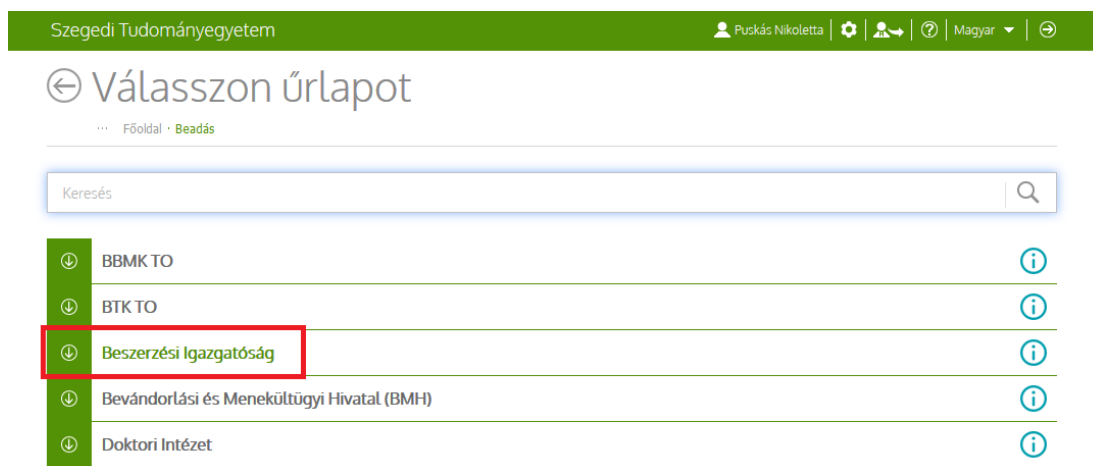 Szegedi Tudományegyetem
Puskás Nikoletta Magyar
Válasszon űrlapot
··· Főoldal · Beadás
Keresés
BBMK TO
BTK TO
Beszerzési Igazgatóság
Bevándorlási és Menekültügyi Hivatal (BMH)
Doktori Intézet